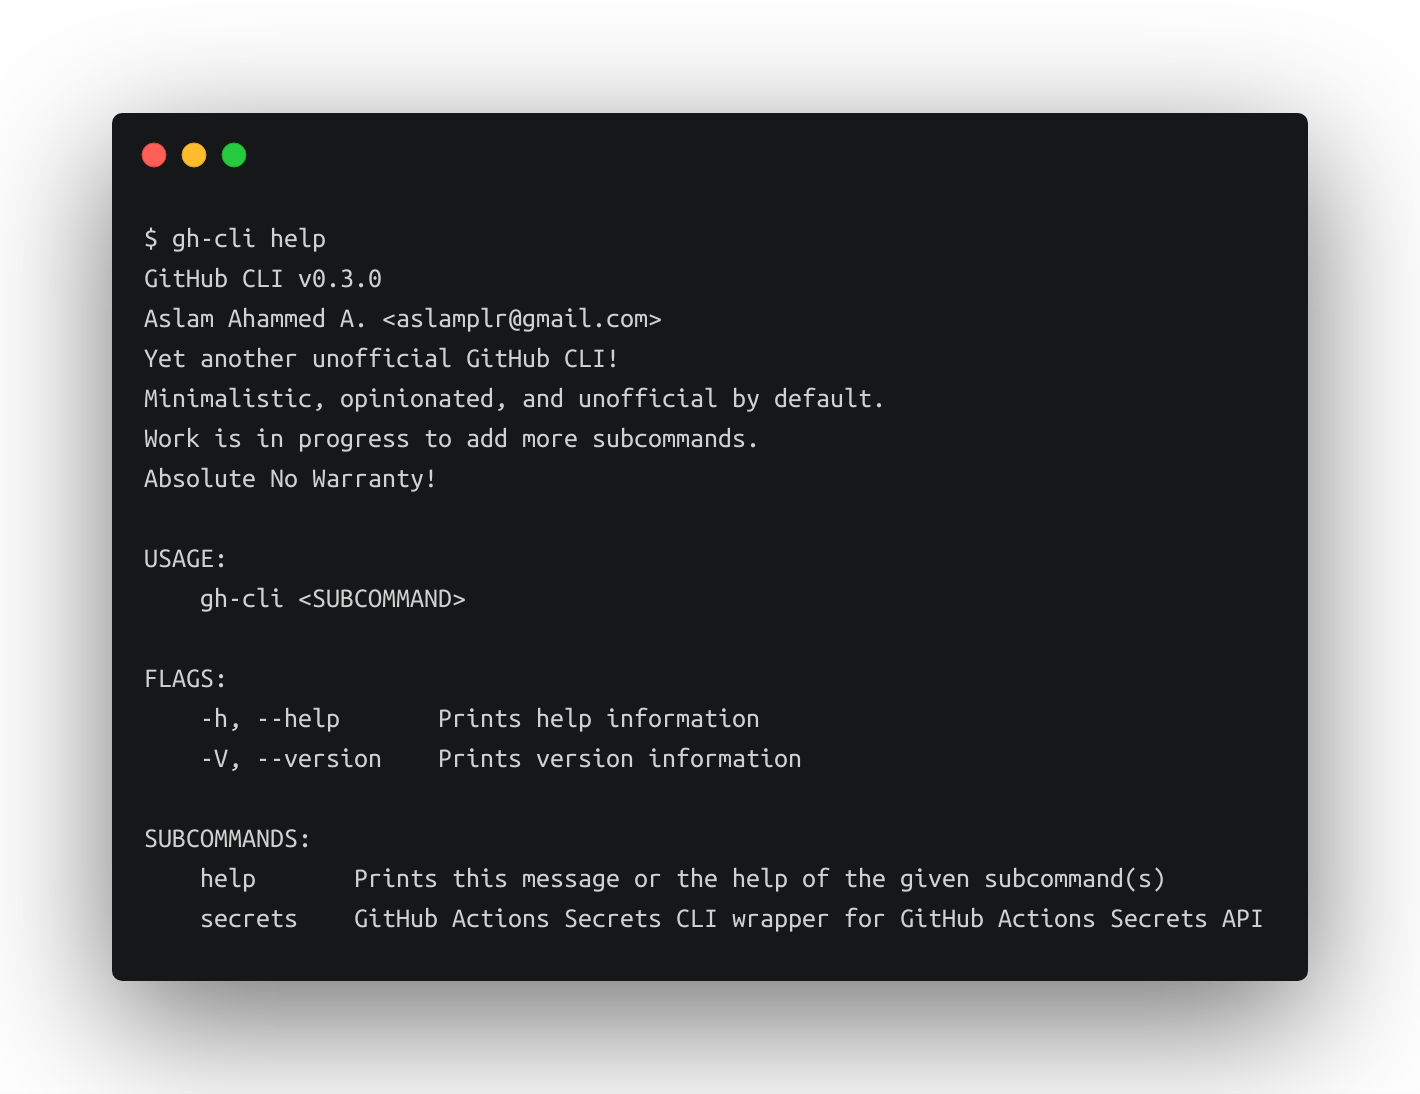 $ gh-cli help
GitHub CLI v0.3.0
Aslam Ahammed A. <aslamplr@gmail.com>
Yet another unofficial GitHub CLI!
Minimalistic, opinionated, and unofficial by default.
Work is in progress to add more subcommands.
Absolute No Warranty!

USAGE:
    gh-cli <SUBCOMMAND>

FLAGS:
    -h, --help       Prints help information
    -V, --version    Prints version information

SUBCOMMANDS:
    help       Prints this message or the help of the given subcommand(s)
    secrets    GitHub Actions Secrets CLI wrapper for GitHub Actions Secrets API